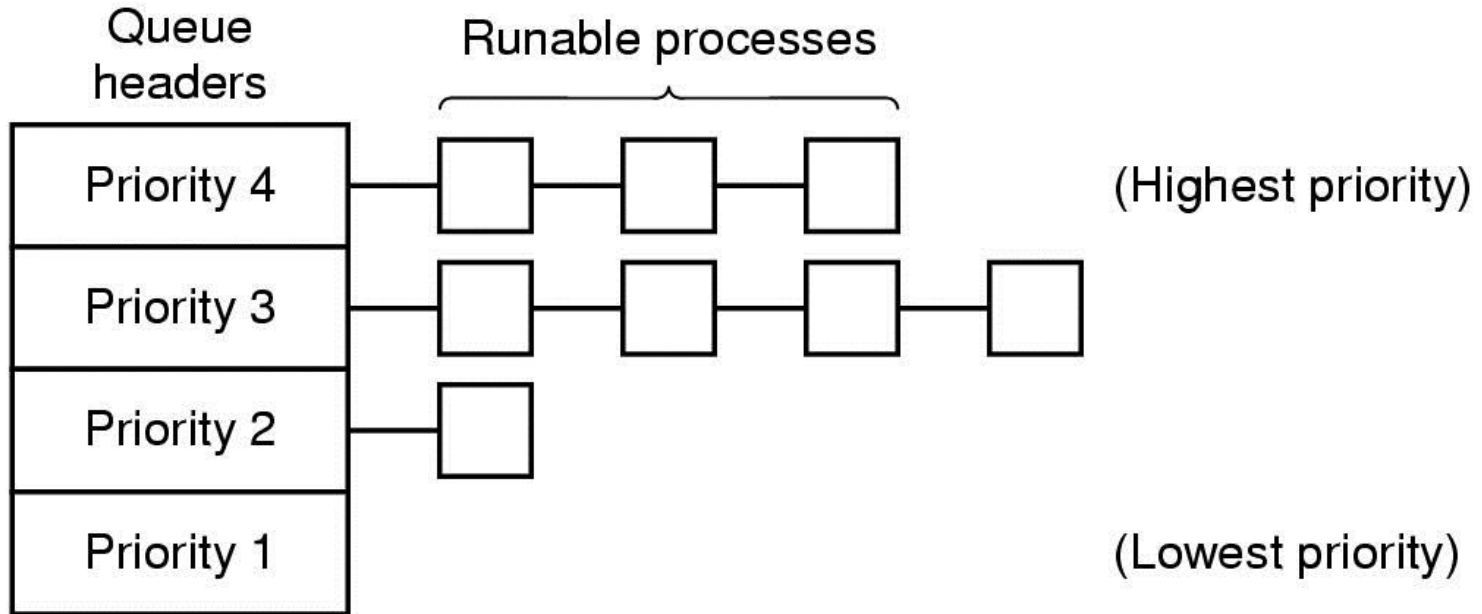 Queue
headers
Runable processes
Priority 4
(Highest priority)
Priority 3
Priority 2
Priority 1
(Lowest priority)